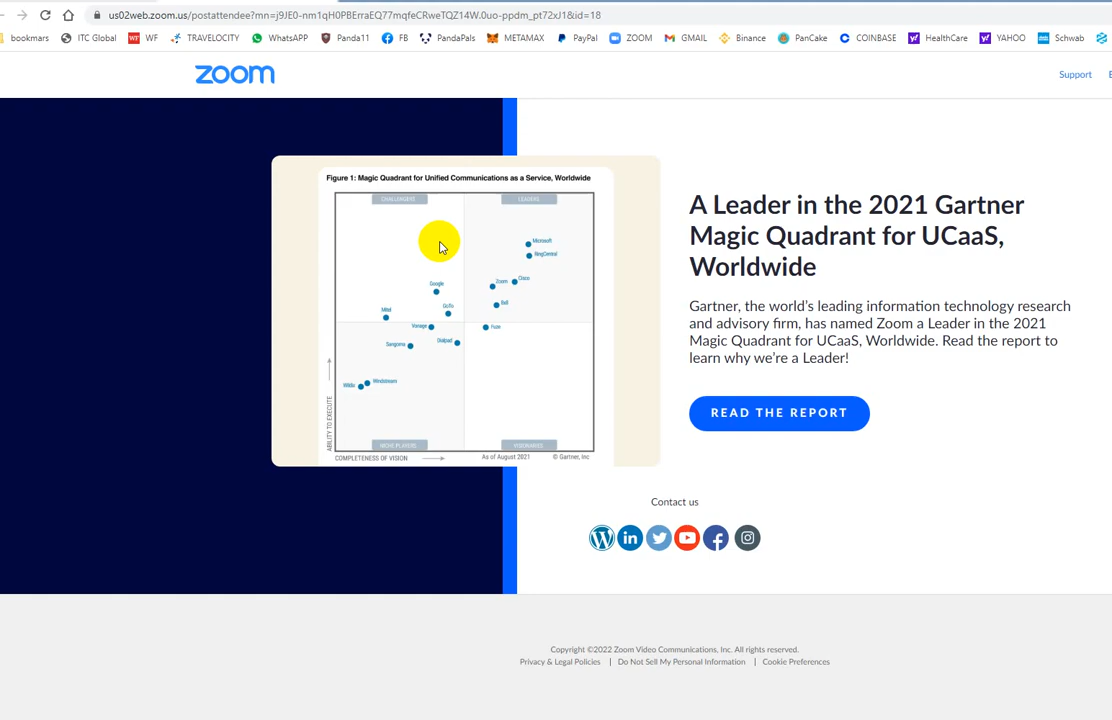 us02web.zoom.us/postattendee?mn=j9JE0-nm1qH0PBErraEQ77mqfeCRweTQZ14W.0uo-ppdm_pt72xJ1&id=18
bookmars ITC Global WF TRAVELOCITY WhatsAPP Panda11 FB PandaPals METAMAX PayPal ZOOM GMAIL Binance PanCake COINBASE HealthCare YAHOO Schwab
zoom
Support
Figure 1: Magic Quadrant for Unified Communications as a Service, Worldwide
CHALLENGERS LEADERS
Microsoft
RingCentral
Zoom Cisco
Google
8x8
Mitel
Vonage Fuze
Sangoma Dialpad
Windstream
NICHE PLAYERS VISIONARIES
ABILITY TO EXECUTE
COMPLETENESS OF VISION As of August 2021 © Gartner, Inc
A Leader in the 2021 Gartner
Magic Quadrant for UCaaS,
Worldwide
Gartner, the world's leading information technology research
and advisory firm, has named Zoom a Leader in the 2021
Magic Quadrant for UCaaS, Worldwide. Read the report to
learn why we're a Leader!
READ THE REPORT
Contact us
Copyright ©2022 Zoom Video Communications, Inc. All rights reserved.
Privacy & Legal Policies | Do Not Sell My Personal Information | Cookie Preferences